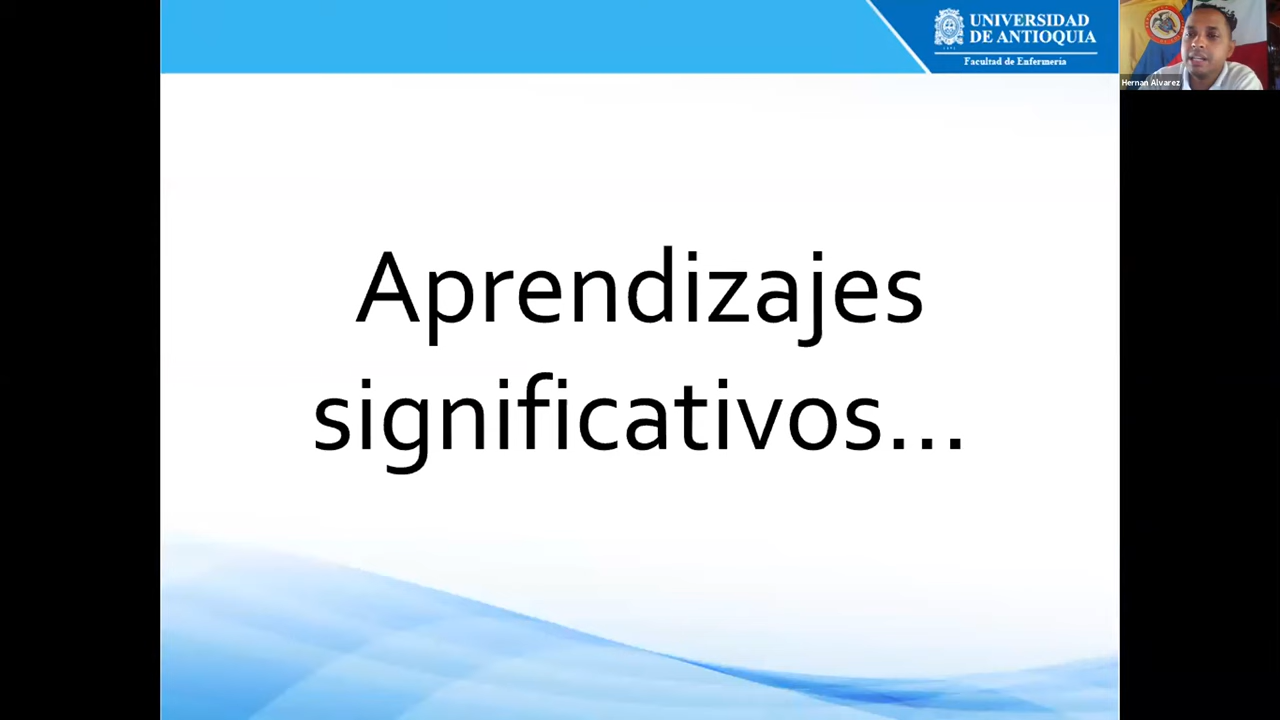 UNIVERSIDAD
DE ANTIOQUIA
Facultad de Enfermería
Hernan Alvarez
Aprendizajes
significativos...